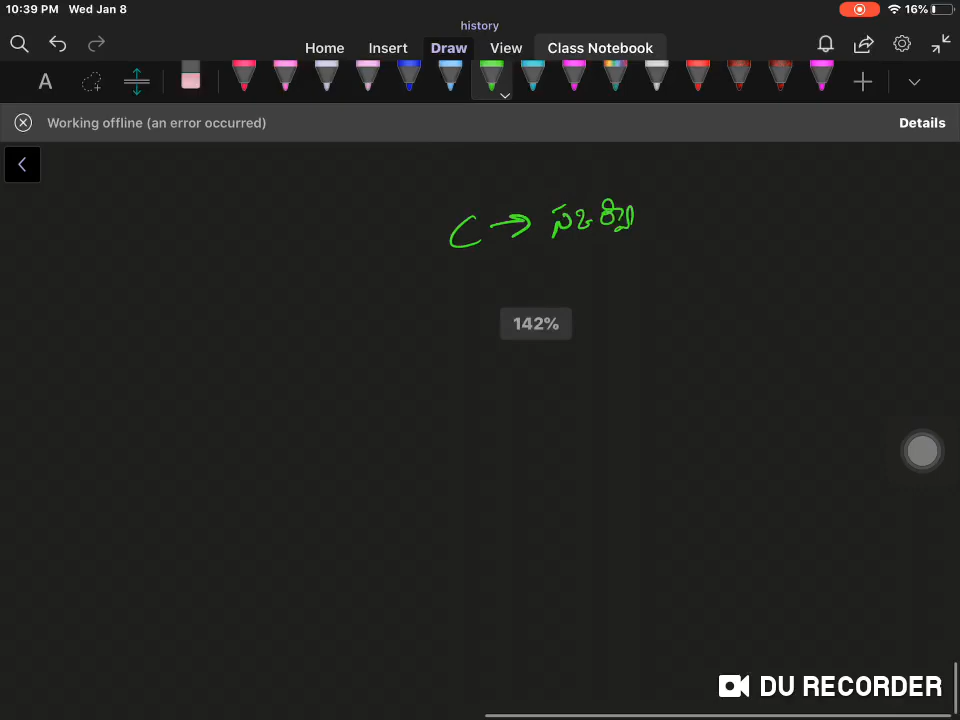 10:39 PM Wed Jan 8
16%
history
Home Insert Draw View Class Notebook
A
Working offline (an error occurred)
Details
C →
142%
DU RECORDER